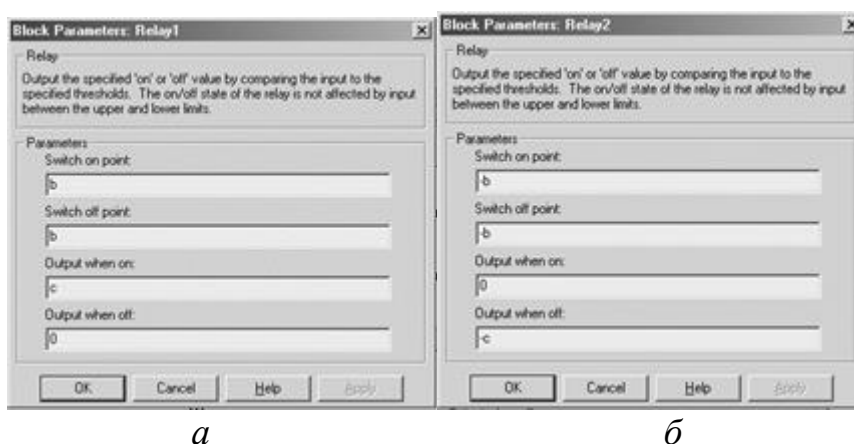 Block Parameters: Relay1
Relay
Output the specified 'on' or 'off' value by comparing the input to the
specified thresholds. The on/off state of the relay is not affected by input
between the upper and lower limits.
Parameters
Switch on point:
b
Switch off point:
b
Output when on:
c
Output when off:
0
OK
Cancel
Help
Apply
а
Block Parameters: Relay2
Relay
Output the specified 'on' or 'off' value by comparing the input to the
specified thresholds. The on/off state of the relay is not affected by input
between the upper and lower limits.
Parameters
Switch on point:
-b
Switch off point:
-b
Output when on:
0
Output when off:
-c
OK
Cancel
Help
Apply
б